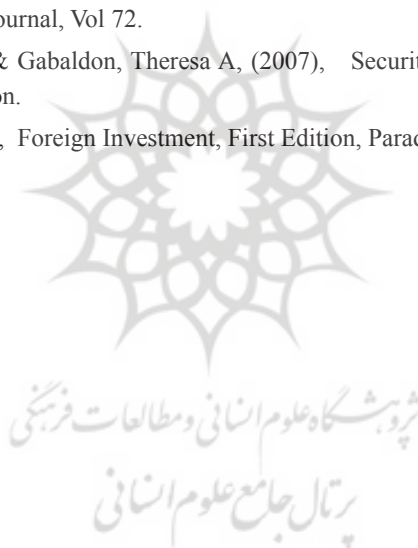 ournal, Vol 72.
& Gabaldon, Theresa A, (2007), Securit
on.
, Foreign Investment, First Edition, Parad
پژوهشگاه علوم انسانی و مطالعات فرهنگی
پرتال جامع علوم انسانی